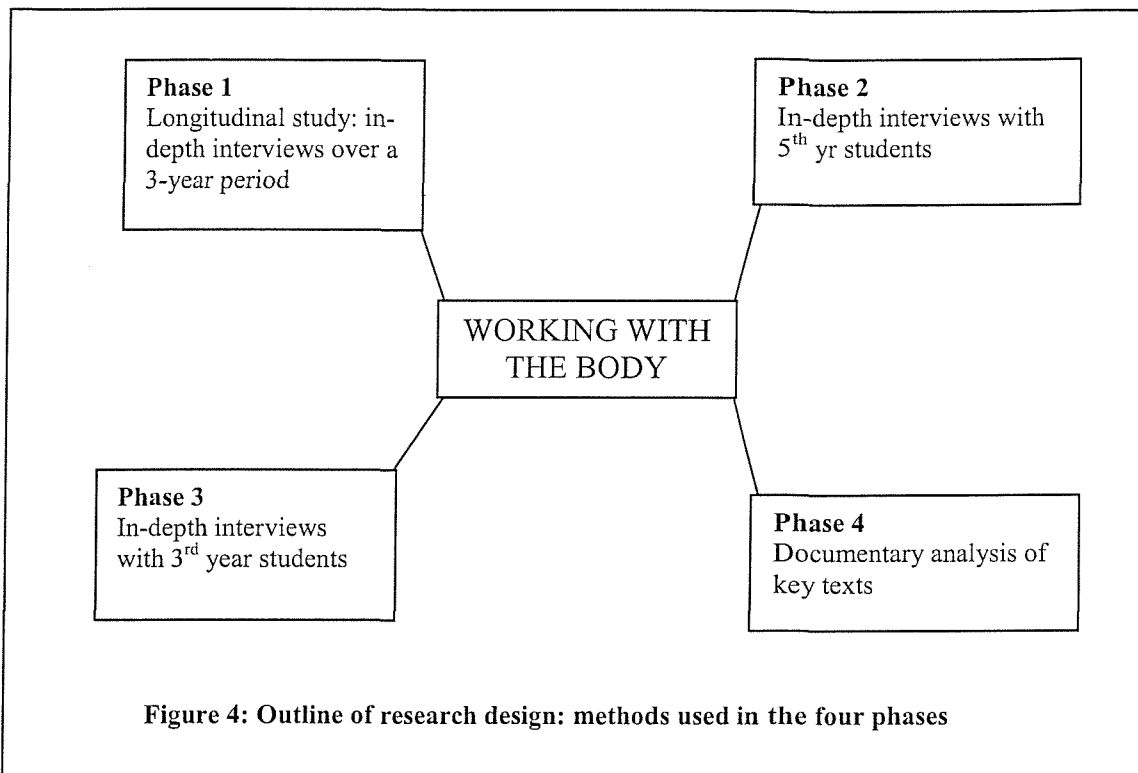 Phase 1
Longitudinal study: in-
depth interviews over a
3-year period
Phase 2
In-depth interviews with
5th yr students
WORKING WITH
THE BODY
Phase 3
In-depth interviews
with 3rd year students
Phase 4
Documentary analysis of
key texts
Figure 4: Outline of research design: methods used in the four phases